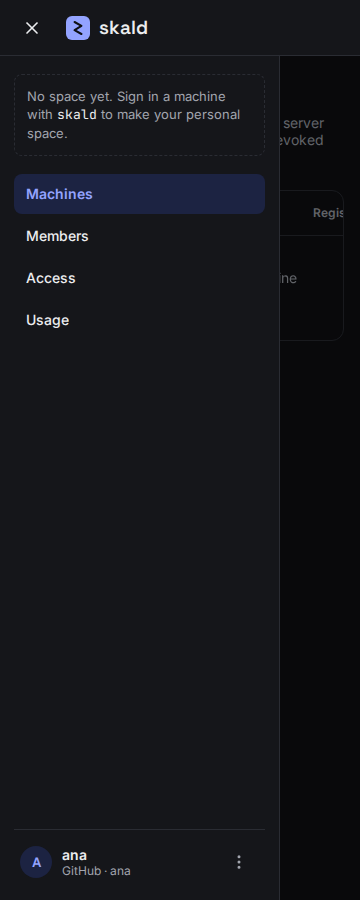 skald
No space yet. Sign in a machine
with skald to make your personal
space.
server
evoked
Machines
Regis
Members
Access
ine
Usage
A
ana
GitHub · ana